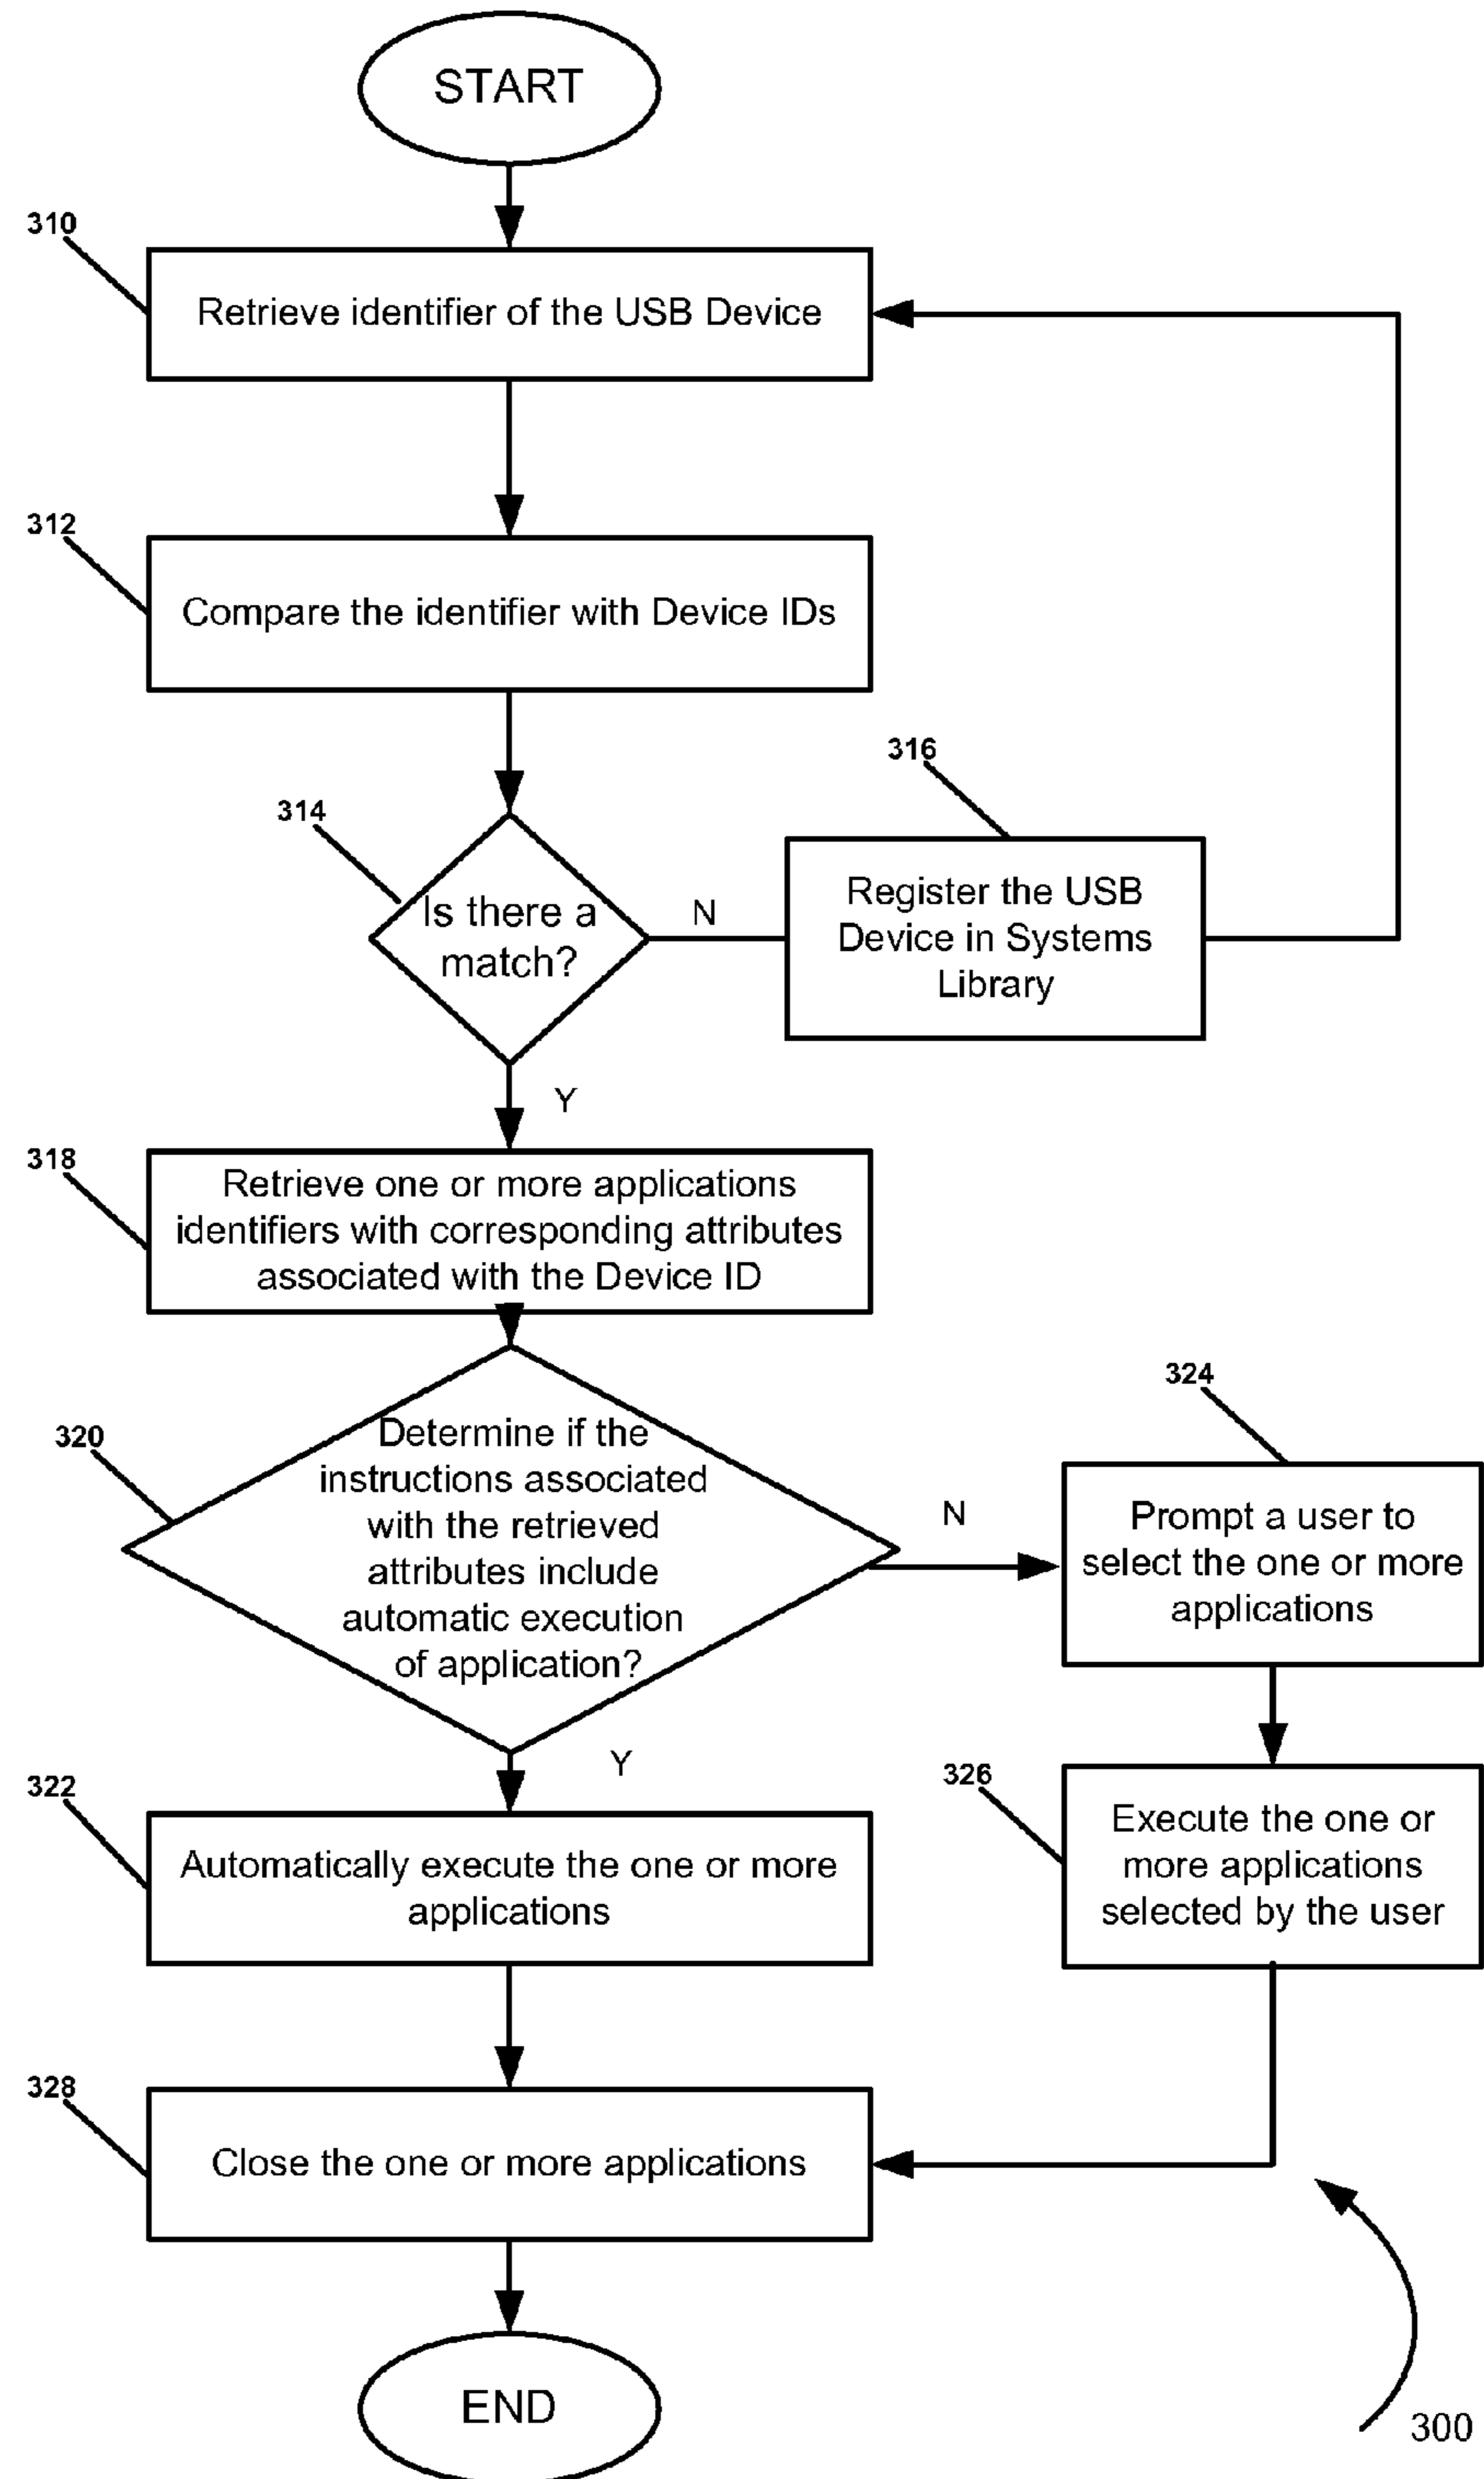 START
310
Retrieve identifier of the USB Device
312
Compare the identifier with Device IDs
316
314
Is there a
match?
N
Register the USB
Device in Systems
Library
Y
318
Retrieve one or more applications
identifiers with corresponding attributes
associated with the Device ID
324
320
Determine if the
instructions associated
with the retrieved
attributes include
automatic execution
of application?
N
Prompt a user to
select the one or more
applications
Y
322
Automatically execute the one or more
applications
326
Execute the one or
more applications
selected by the user
328
Close the one or more applications
END
300